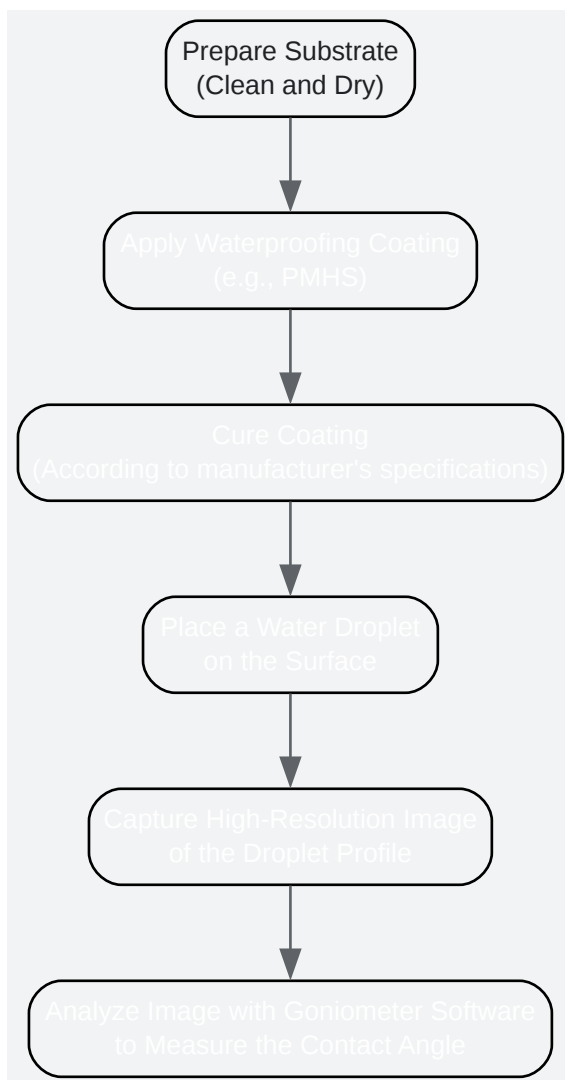 Prepare Substrate
(Clean and Dry)
Apply Waterproofing Coating
(e.g., PMHS)
Cure Coating
(According to manufacturer's specifications)
Place a Water Droplet
on the Surface
Capture High-Resolution Image
of the Droplet Profile
Analyze Image with Goniometer Software
to Measure the Contact Angle